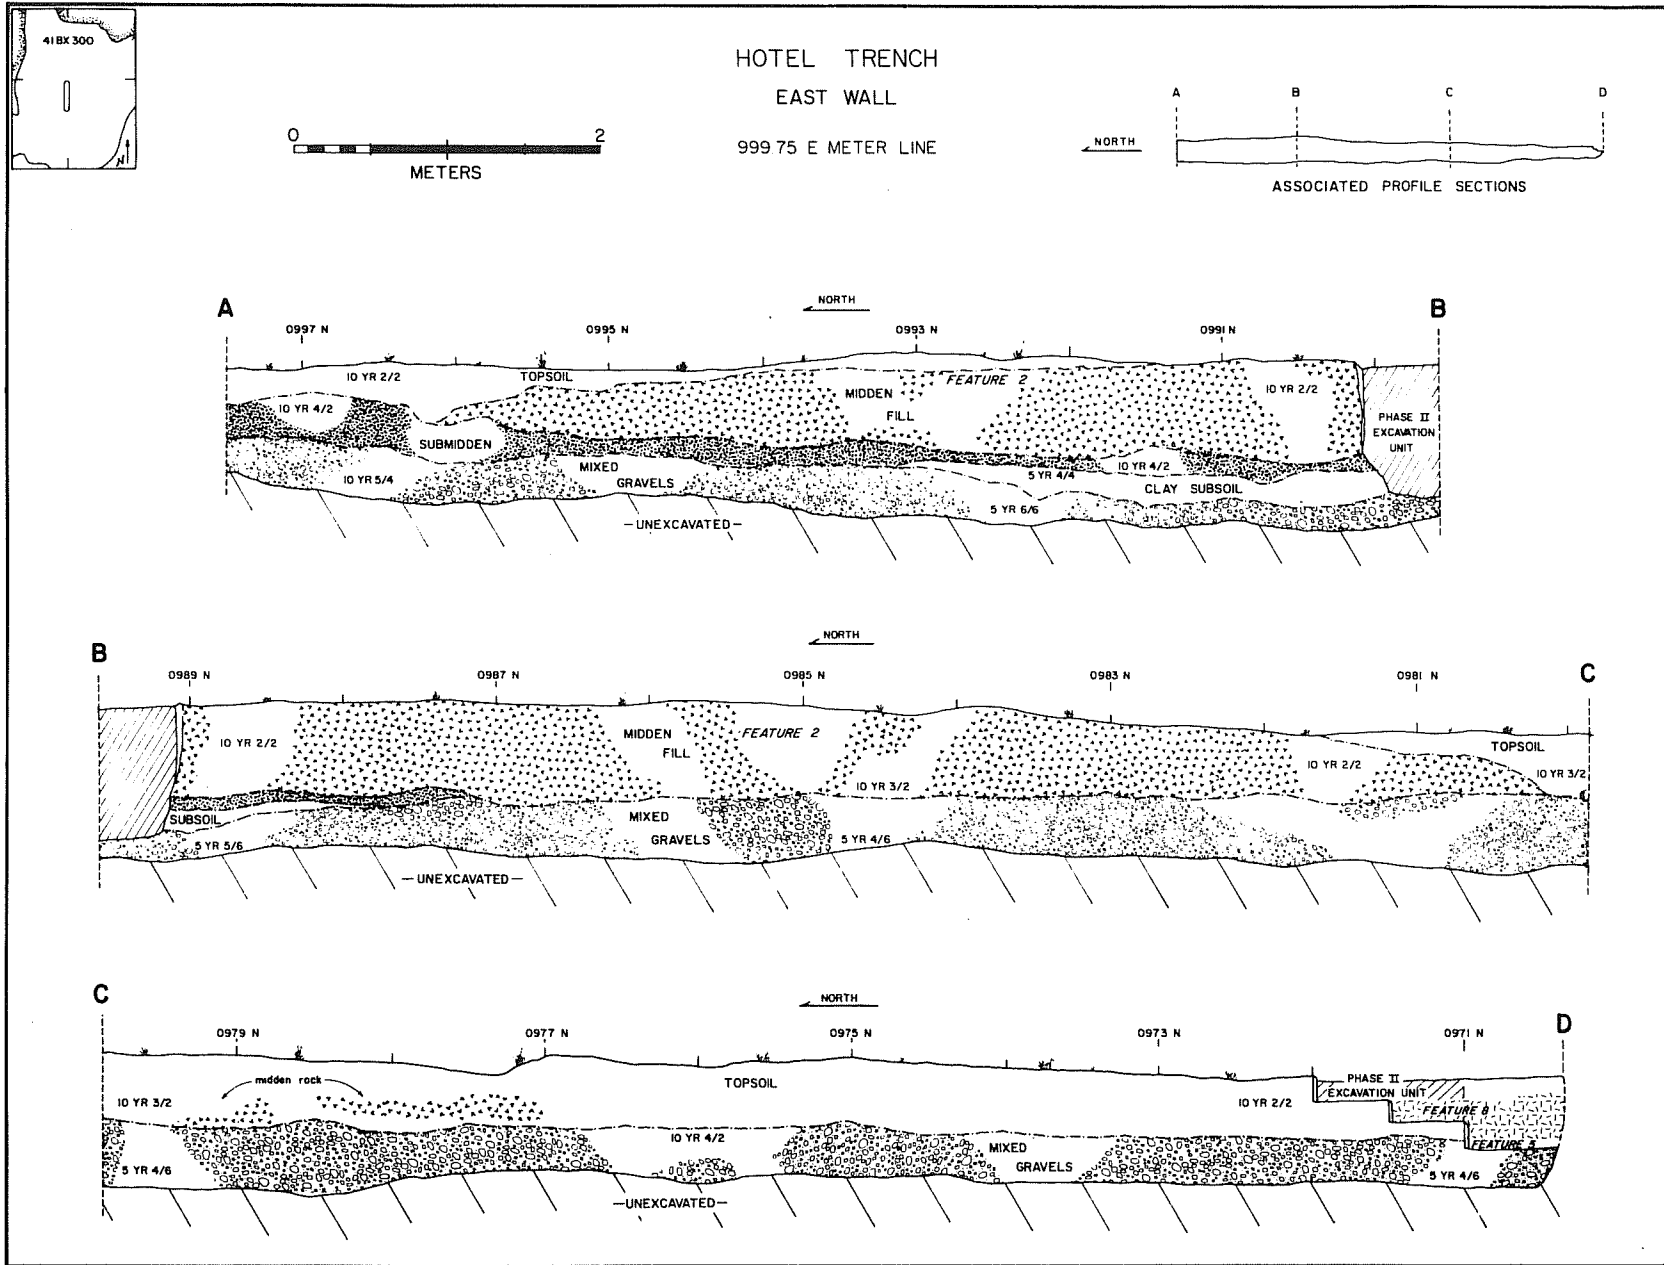 41 BX 300
N
HOTEL TRENCH
EAST WALL
999.75 E METER LINE
0 2
METERS
NORTH
A B C D
ASSOCIATED PROFILE SECTIONS
A
NORTH
B
0997 N 0995 N 0993 N 0991 N
10 YR 2/2
TOPSOIL
MIDDEN
FILL
FEATURE 2
10 YR 2/2
10 YR 4/2
SUBMIDDEN
PHASE II
EXCAVATION
UNIT
10 YR 5/4
MIXED
GRAVELS
5 YR 4/4
10 YR 4/2
CLAY SUBSOIL
5 YR 6/6
—UNEXCAVATED—
B
NORTH
C
0989 N 0987 N 0985 N 0983 N 0981 N
10 YR 2/2
MIDDEN
FILL
FEATURE 2
10 YR 3/2
10 YR 2/2
TOPSOIL
10 YR 3/2
SUBSOIL
5 YR 5/6
MIXED
GRAVELS
5 YR 4/6
—UNEXCAVATED—
C
NORTH
D
0979 N 0977 N 0975 N 0973 N 0971 N
midden rock
TOPSOIL
10 YR 3/2
10 YR 2/2
PHASE II
EXCAVATION UNIT
FEATURE 8
FEATURE 5
10 YR 4/2
MIXED
GRAVELS
5 YR 4/6
5 YR 4/6
—UNEXCAVATED—